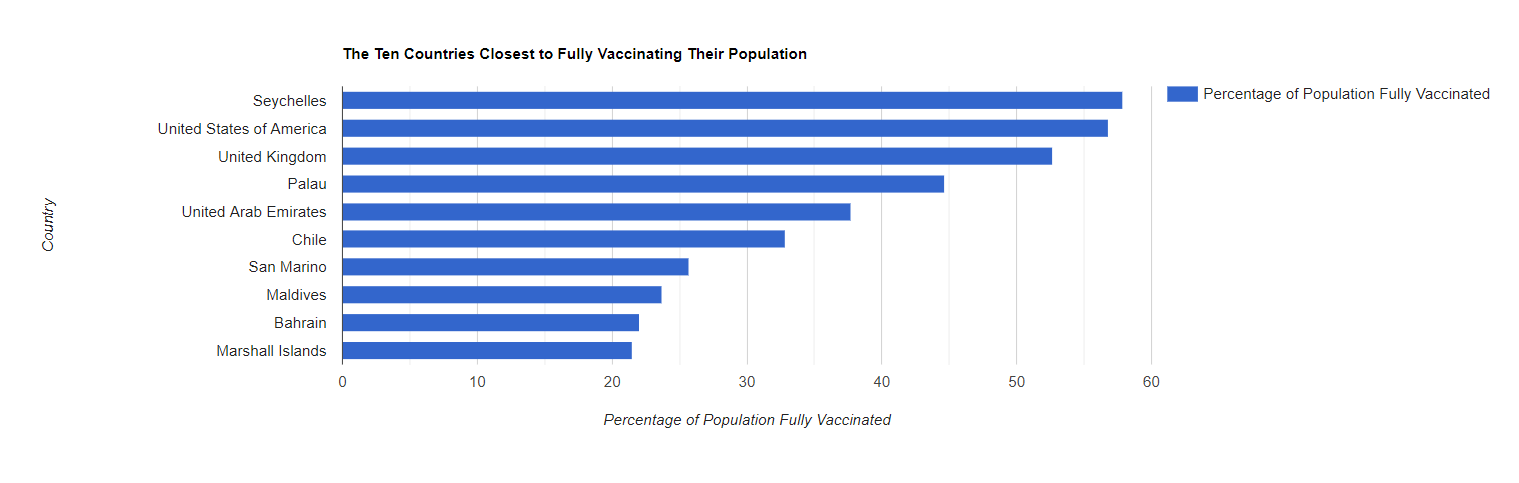 The Ten Countries Closest to Fully Vaccinating Their Population
Percentage of Population Fully Vaccinated
Country
Seychelles
United States of America
United Kingdom
Palau
United Arab Emirates
Chile
San Marino
Maldives
Bahrain
Marshall Islands
0 10 20 30 40 50 60
Percentage of Population Fully Vaccinated